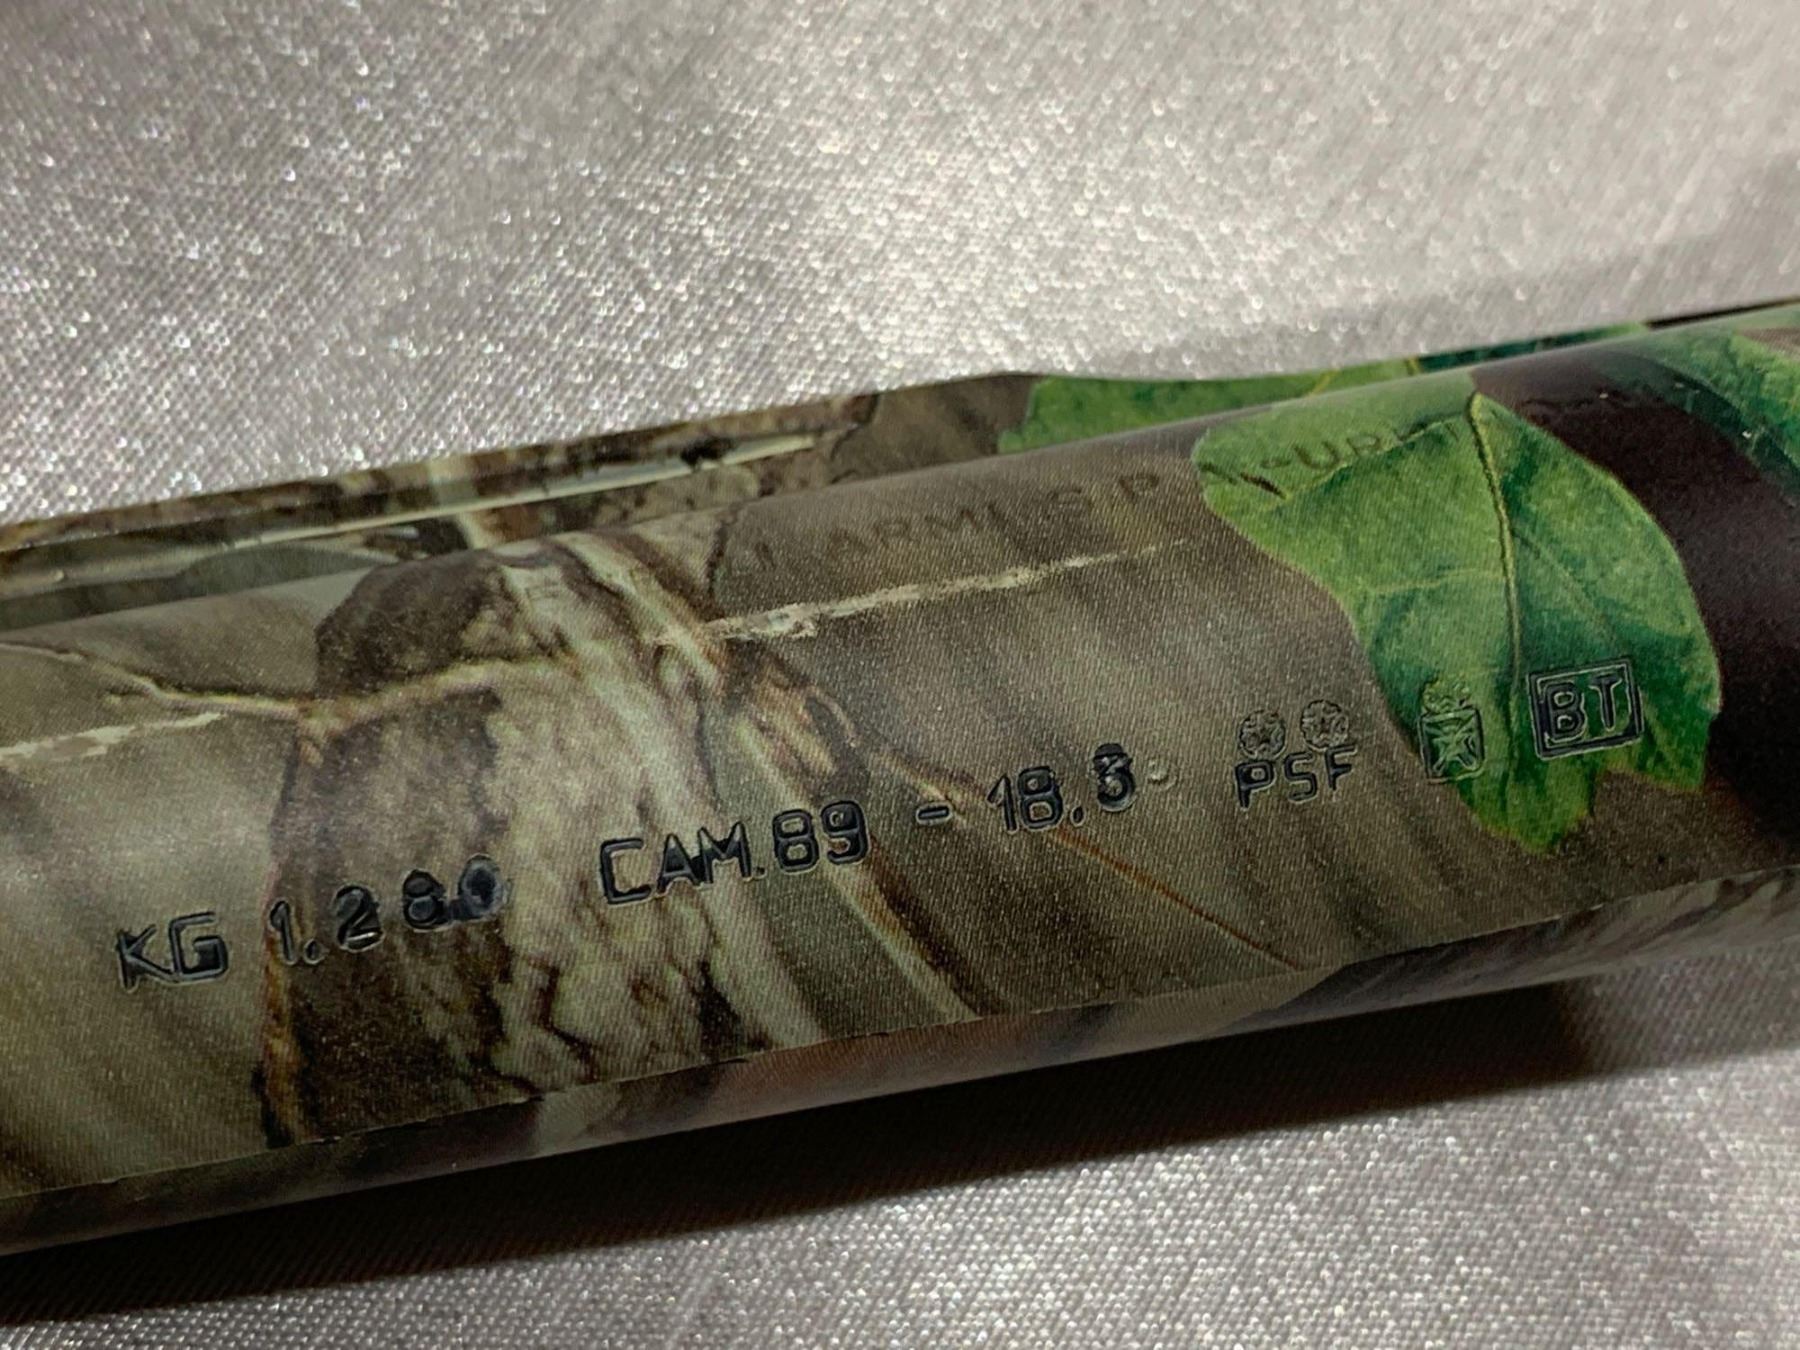 ARMI
KG 1.280 CAM.89 - 18.3 PSF BT